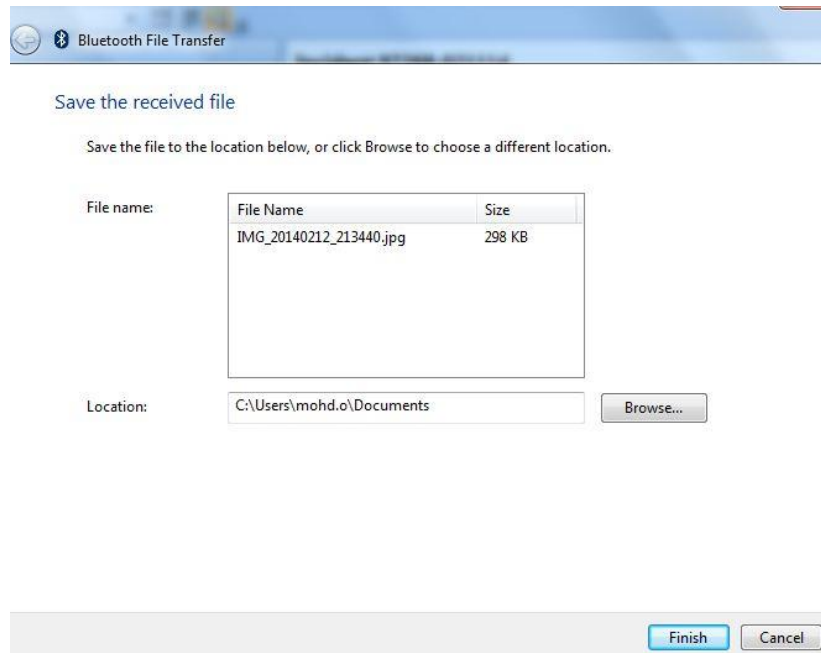 Bluetooth File Transfer
Save the received file
Save the file to the location below, or click Browse to choose a different location.
File name:
File Name Size
IMG_20140212_213440.jpg 298 KB
Location: C:\Users\mohd.o\Documents Browse...
Finish Cancel